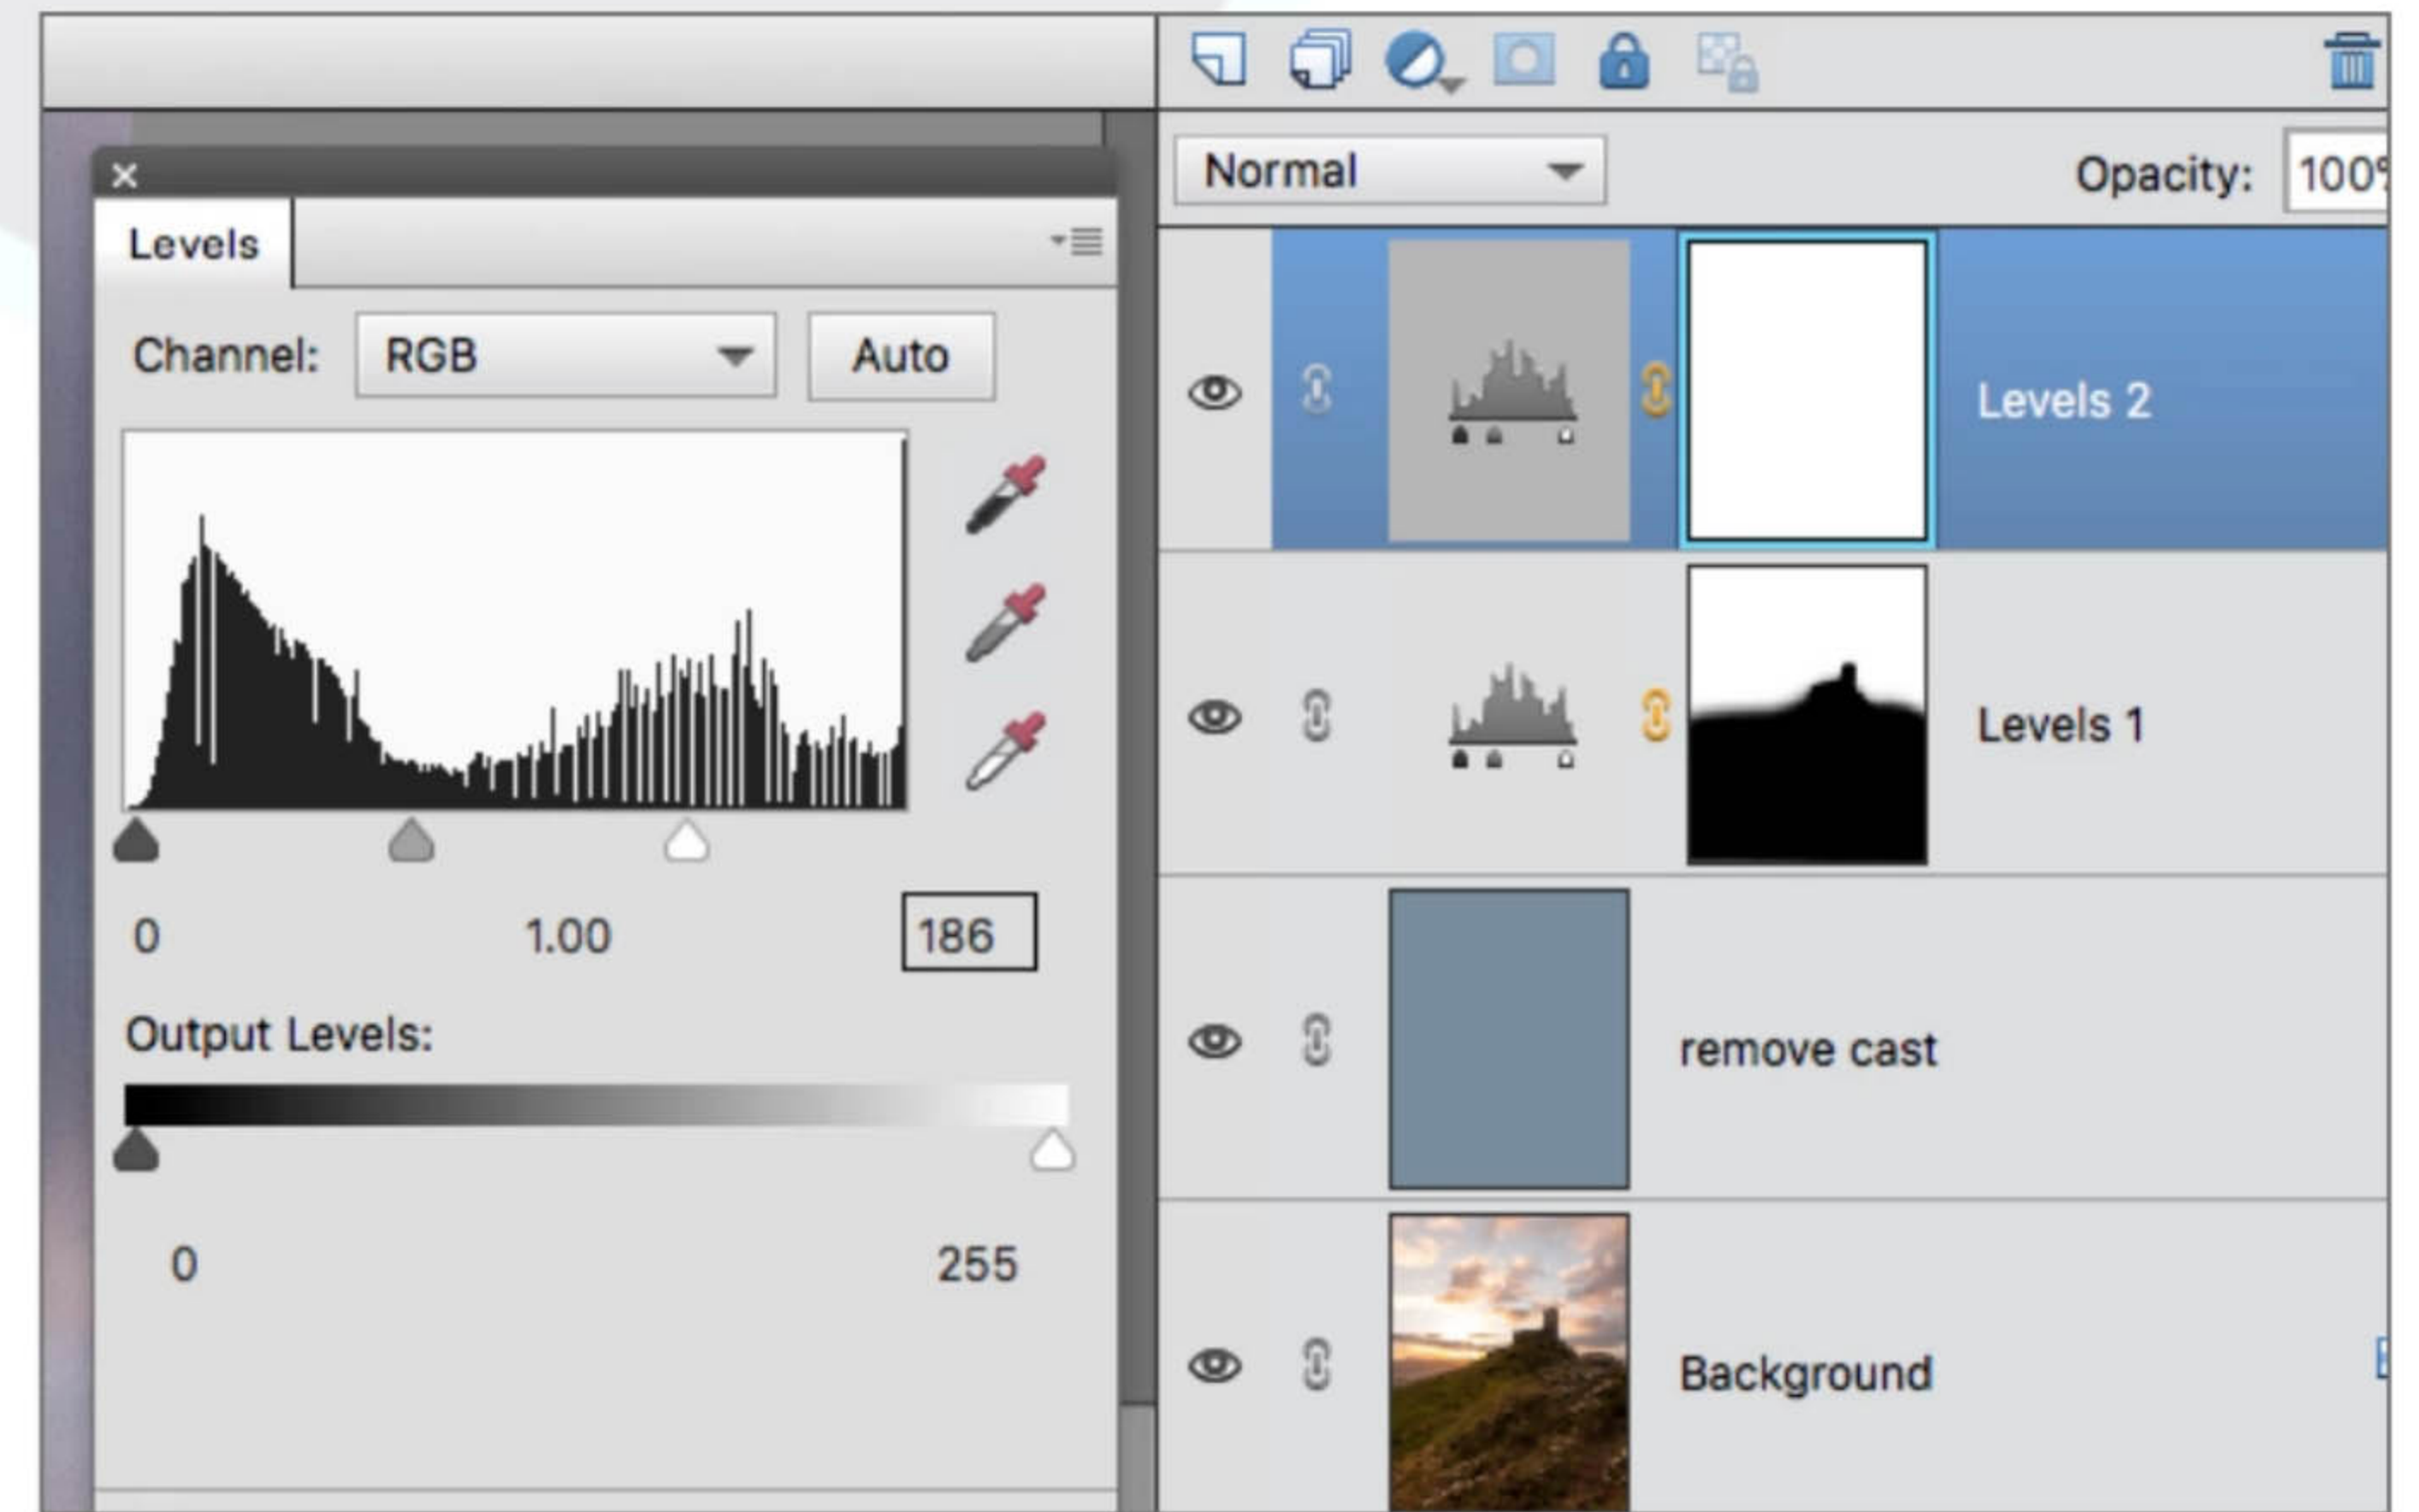 Normal
Opacity:
100%
Levels
Channel:
RGB
Auto
0
1.00
186
Output Levels:
0
255
Levels 2
Levels 1
remove cast
Background